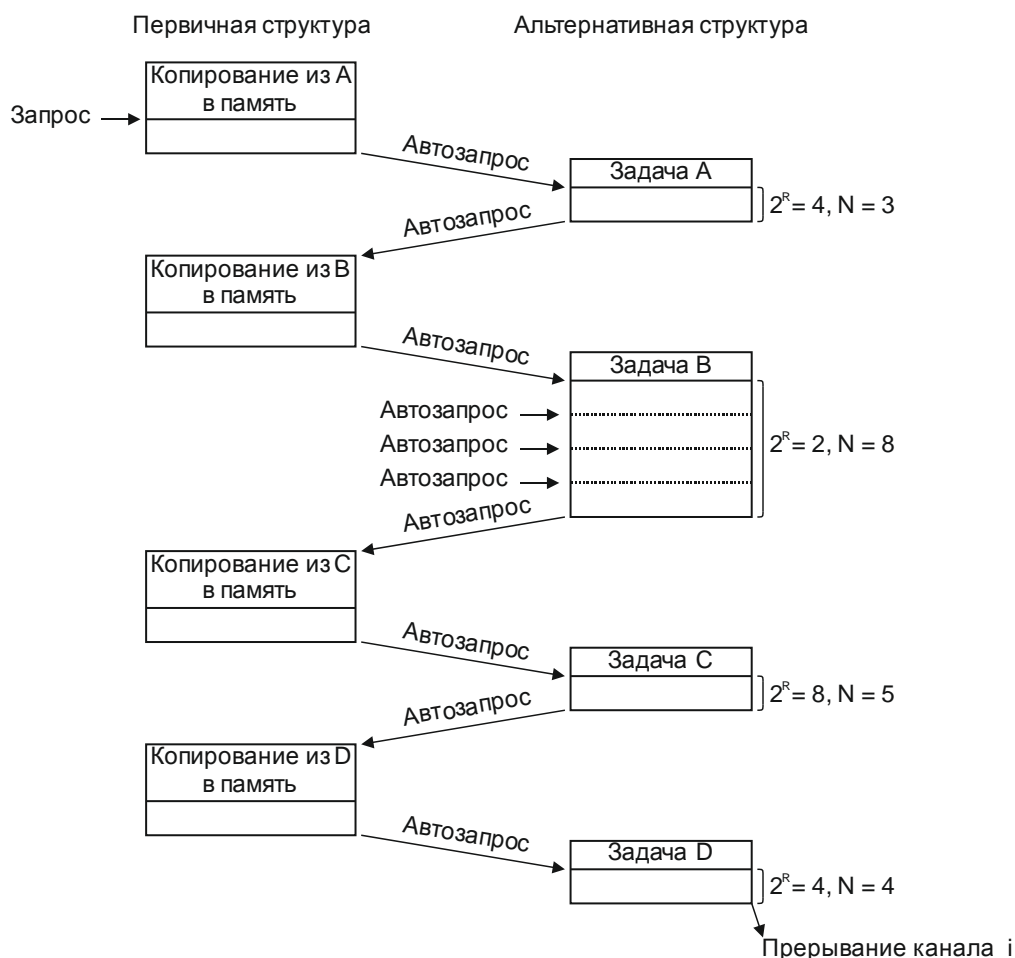 Первичная структура
Альтернативная структура
Копирование из A
в память
Запрос
Автозапрос
Задача A
2^R = 4, N = 3
Автозапрос
Копирование из B
в память
Автозапрос
Задача B
Автозапрос
Автозапрос
2^R = 2, N = 8
Автозапрос
Автозапрос
Копирование из C
в память
Автозапрос
Задача C
2^R = 8, N = 5
Автозапрос
Копирование из D
в память
Автозапрос
Задача D
2^R = 4, N = 4
Прерывание канала i